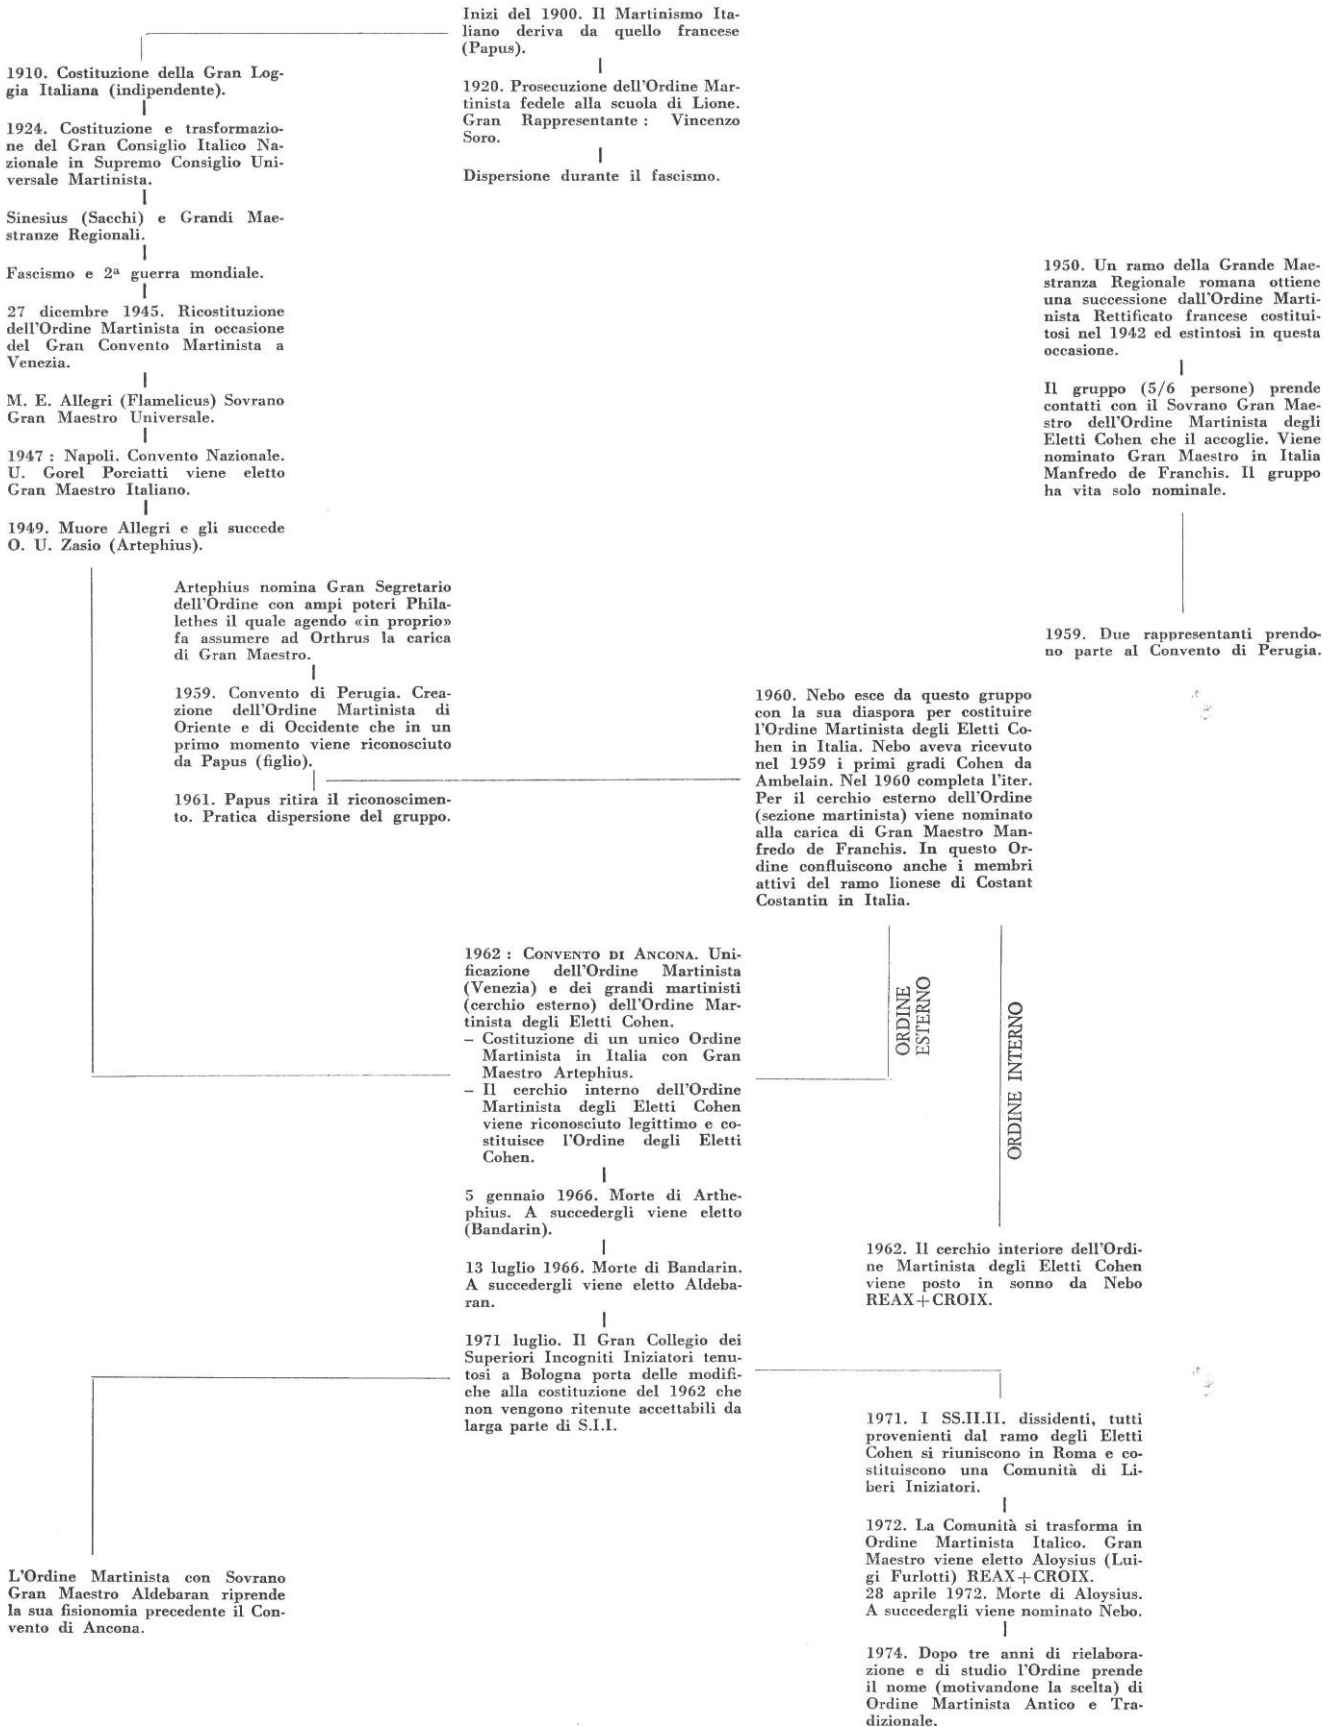 Inizi del 1900. Il Martinismo Ita-
liano deriva da quello francese
(Papus).
1920. Prosecuzione dell'Ordine Mar-
tinista fedele alla scuola di Lione.
Gran Rappresentante : Vincenzo
Soro.
Dispersione durante il fascismo.
1910. Costituzione della Gran Log-
gia Italiana (indipendente).
1924. Costituzione e trasformazio-
ne del Gran Consiglio Italico Na-
zionale in Supremo Consiglio Uni-
versale Martinista.
Sinesius (Sacchi) e Grandi Mae-
stranze Regionali.
Fascismo e 2ª guerra mondiale.
27 dicembre 1945. Ricostituzione
dell'Ordine Martinista in occasione
del Gran Convento Martinista a
Venezia.
M. E. Allegri (Flamelicus) Sovrano
Gran Maestro Universale.
1947 : Napoli. Convento Nazionale.
U. Gorel Porciatti viene eletto
Gran Maestro Italiano.
1949. Muore Allegri e gli succede
O. U. Zasio (Artephius).
Artephius nomina Gran Segretario
dell'Ordine con ampi poteri Phila-
lethes il quale agendo «in proprio»
fa assumere ad Orthrus la carica
di Gran Maestro.
1959. Convento di Perugia. Crea-
zione dell'Ordine Martinista di
Oriente e di Occidente che in un
primo momento viene riconosciuto
da Papus (figlio).
1961. Papus ritira il riconoscimen-
to. Pratica dispersione del gruppo.
1950. Un ramo della Grande Mae-
stranza Regionale romana ottiene
una successione dall'Ordine Marti-
nista Rettificato francese costitui-
tosi nel 1942 ed estintosi in questa
occasione.
Il gruppo (5/6 persone) prende
contatti con il Sovrano Gran Mae-
stro dell'Ordine Martinista degli
Eletti Cohen che il accoglie. Viene
nominato Gran Maestro in Italia
Manfredo de Franchis. Il gruppo
ha vita solo nominale.
1959. Due rappresentanti prendo-
no parte al Convento di Perugia.
1960. Nebo esce da questo gruppo
con la sua diaspora per costituire
l'Ordine Martinista degli Eletti Co-
hen in Italia. Nebo aveva ricevuto
nel 1959 i primi gradi Cohen da
Ambelain. Nel 1960 completa l'iter.
Per il cerchio esterno dell'Ordine
(sezione martinista) viene nominato
alla carica di Gran Maestro Man-
fredo de Franchis. In questo Or-
dine confluiscono anche i membri
attivi del ramo lionese di Costant
Costantin in Italia.
ORDINE
ESTERNO
ORDINE INTERNO
1962 : CONVENTO DI ANCONA. Uni-
ficazione dell'Ordine Martinista
(Venezia) e dei grandi martinisti
(cerchio esterno) dell'Ordine Mar-
tinista degli Eletti Cohen.
– Costituzione di un unico Ordine
Martinista in Italia con Gran
Maestro Artephius.
– Il cerchio interno dell'Ordine
Martinista degli Eletti Cohen
viene riconosciuto legittimo e co-
stituisce l'Ordine degli Eletti
Cohen.
5 gennaio 1966. Morte di Arthe-
phius. A succedergli viene eletto
(Bandarin).
13 luglio 1966. Morte di Bandarin.
A succedergli viene eletto Aldeba-
ran.
1971 luglio. Il Gran Collegio dei
Superiori Incogniti Iniziatori tenu-
tosi a Bologna porta delle modifi-
che alla costituzione del 1962 che
non vengono ritenute accettabili da
larga parte di S.I.I.
1962. Il cerchio interiore dell'Ordi-
ne Martinista degli Eletti Cohen
viene posto in sonno da Nebo
REAX+CROIX.
L'Ordine Martinista con Sovrano
Gran Maestro Aldebaran riprende
la sua fisionomia precedente il Con-
vento di Ancona.
1971. I SS.II.II. dissidenti, tutti
provenienti dal ramo degli Eletti
Cohen si riuniscono in Roma e co-
stituiscono una Comunità di Li-
beri Iniziatori.
1972. La Comunità si trasforma in
Ordine Martinista Italico. Gran
Maestro viene eletto Aloysius (Lui-
gi Furlotti) REAX+CROIX.
28 aprile 1972. Morte di Aloysius.
A succedergli viene nominato Nebo.
1974. Dopo tre anni di rielabora-
zione e di studio l'Ordine prende
il nome (motivandone la scelta) di
Ordine Martinista Antico e Tra-
dizionale.